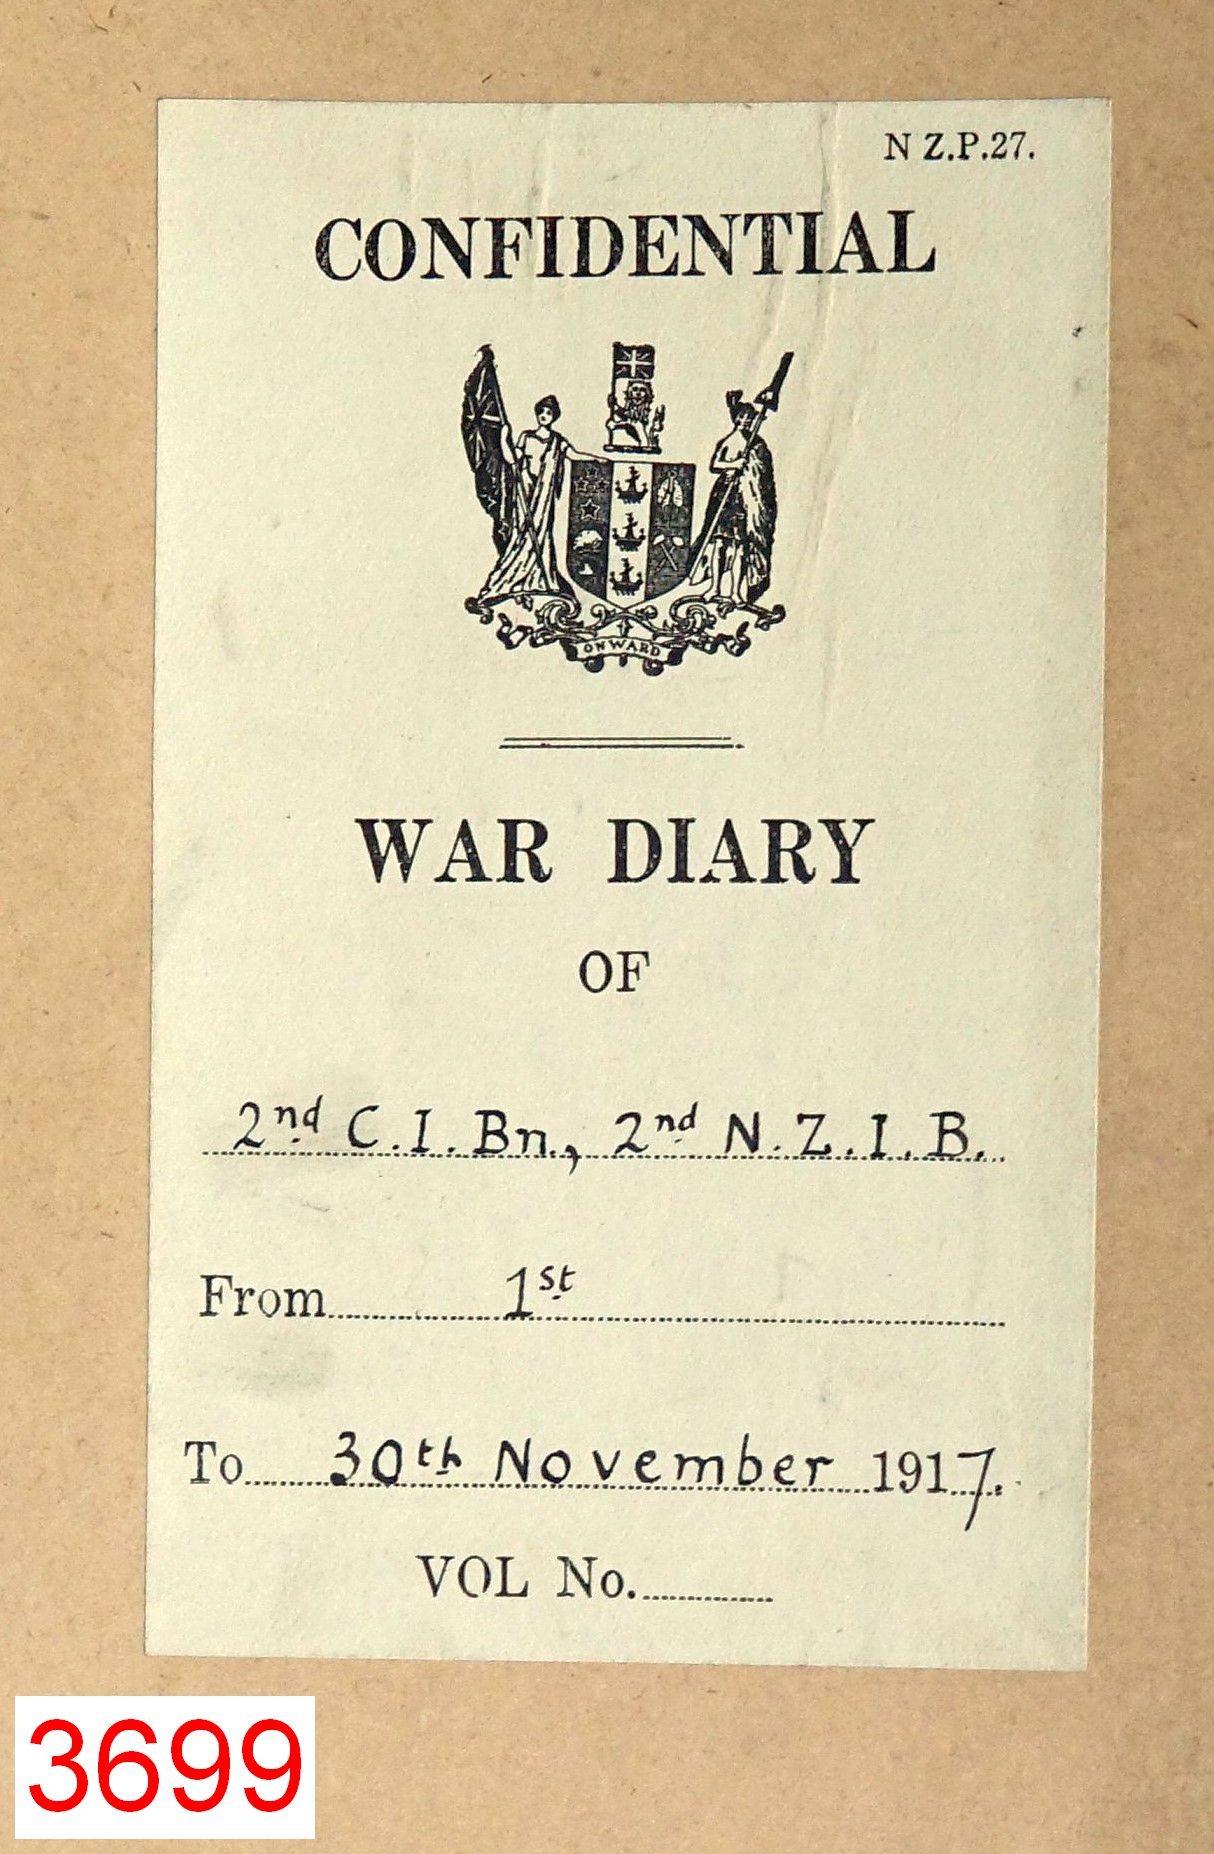 N Z.P.27.
CONFIDENTIAL
ONWARD
WAR DIARY
OF
2nd C.I.Bn., 2nd N.Z.I.B.
From 1st
To 30th November 1917.
VOL No.
3699